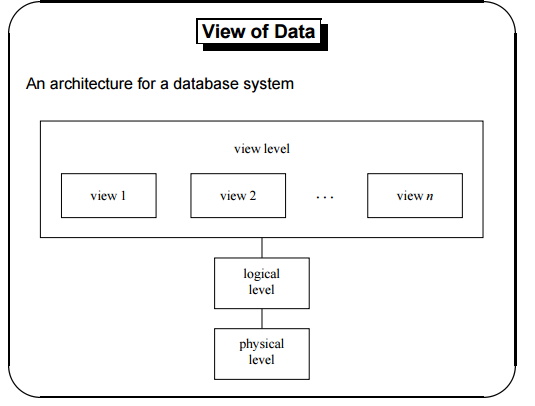 View of Data
An architecture for a database system
view level
view 1
view 2
...
view n
logical
level
physical
level